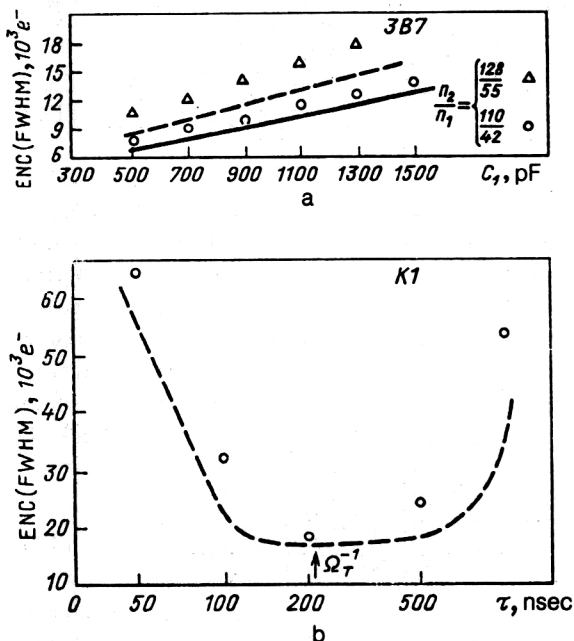 3B7
ENC(FWHM), 10³e⁻
18
15
12
9
6
n₂/n₁ = { 128/55 △
110/42 ○
300 500 700 900 1100 1300 1500 C₁, pF
a
K1
ENC(FWHM), 10³e⁻
60
50
40
30
20
10
Ω_T⁻¹
0 50 100 200 500 τ, nsec
b